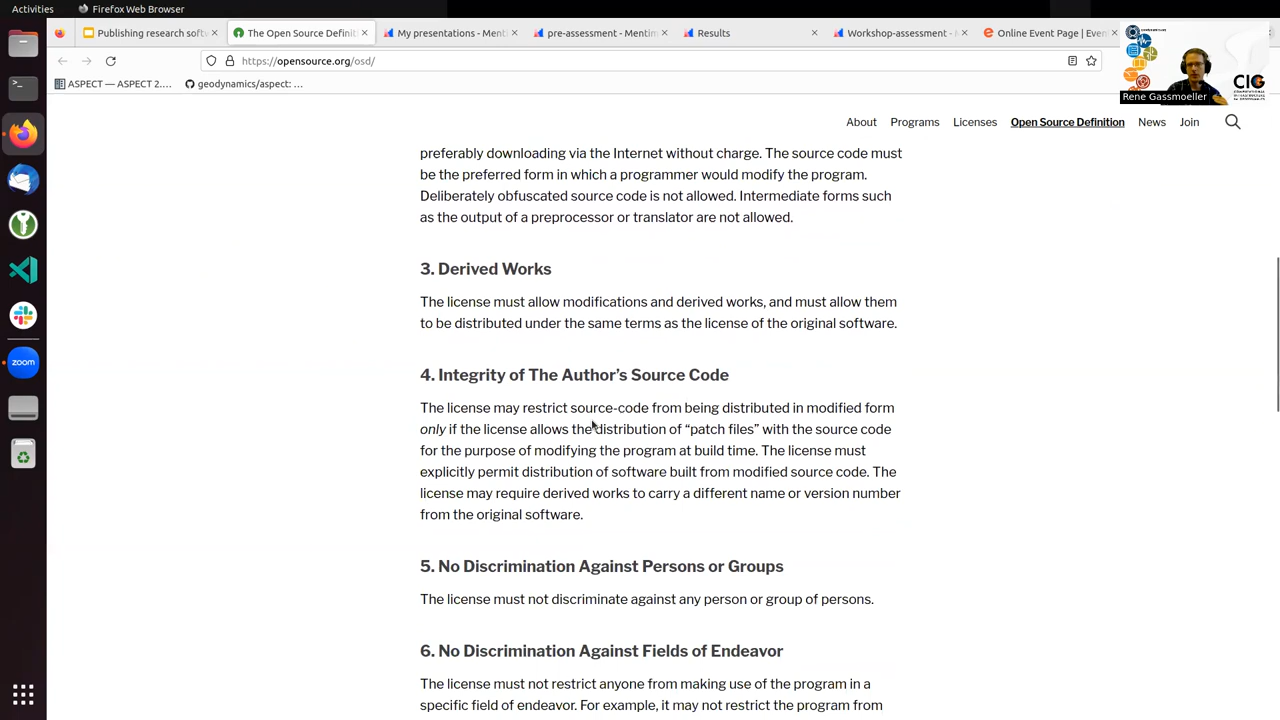 Activities
Firefox Web Browser
Publishing research softw
The Open Source Definiti
My presentations - Menti
pre-assessment - Mentim
Results
Workshop-assessment - M
Online Event Page | Even
https://opensource.org/osd/
ASPECT — ASPECT 2....
geodynamics/aspect: ...
Rene Gassmoeller
CIG
About
Programs
Licenses
Open Source Definition
News
Join
preferably downloading via the Internet without charge. The source code must
be the preferred form in which a programmer would modify the program.
Deliberately obfuscated source code is not allowed. Intermediate forms such
as the output of a preprocessor or translator are not allowed.
3. Derived Works
The license must allow modifications and derived works, and must allow them
to be distributed under the same terms as the license of the original software.
4. Integrity of The Author’s Source Code
The license may restrict source-code from being distributed in modified form
only if the license allows the distribution of “patch files” with the source code
for the purpose of modifying the program at build time. The license must
explicitly permit distribution of software built from modified source code. The
license may require derived works to carry a different name or version number
from the original software.
5. No Discrimination Against Persons or Groups
The license must not discriminate against any person or group of persons.
6. No Discrimination Against Fields of Endeavor
The license must not restrict anyone from making use of the program in a
specific field of endeavor. For example, it may not restrict the program from
zoom